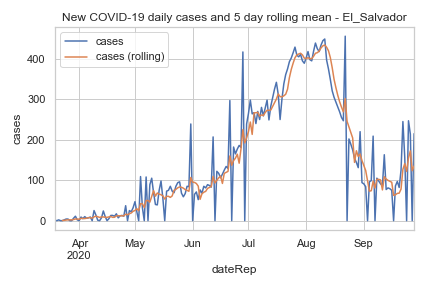 New COVID-19 daily cases and 5 day rolling mean - El_Salvador
cases
cases (rolling)
cases
400
300
200
100
0
Apr
2020
May
Jun
Jul
Aug
Sep
dateRep